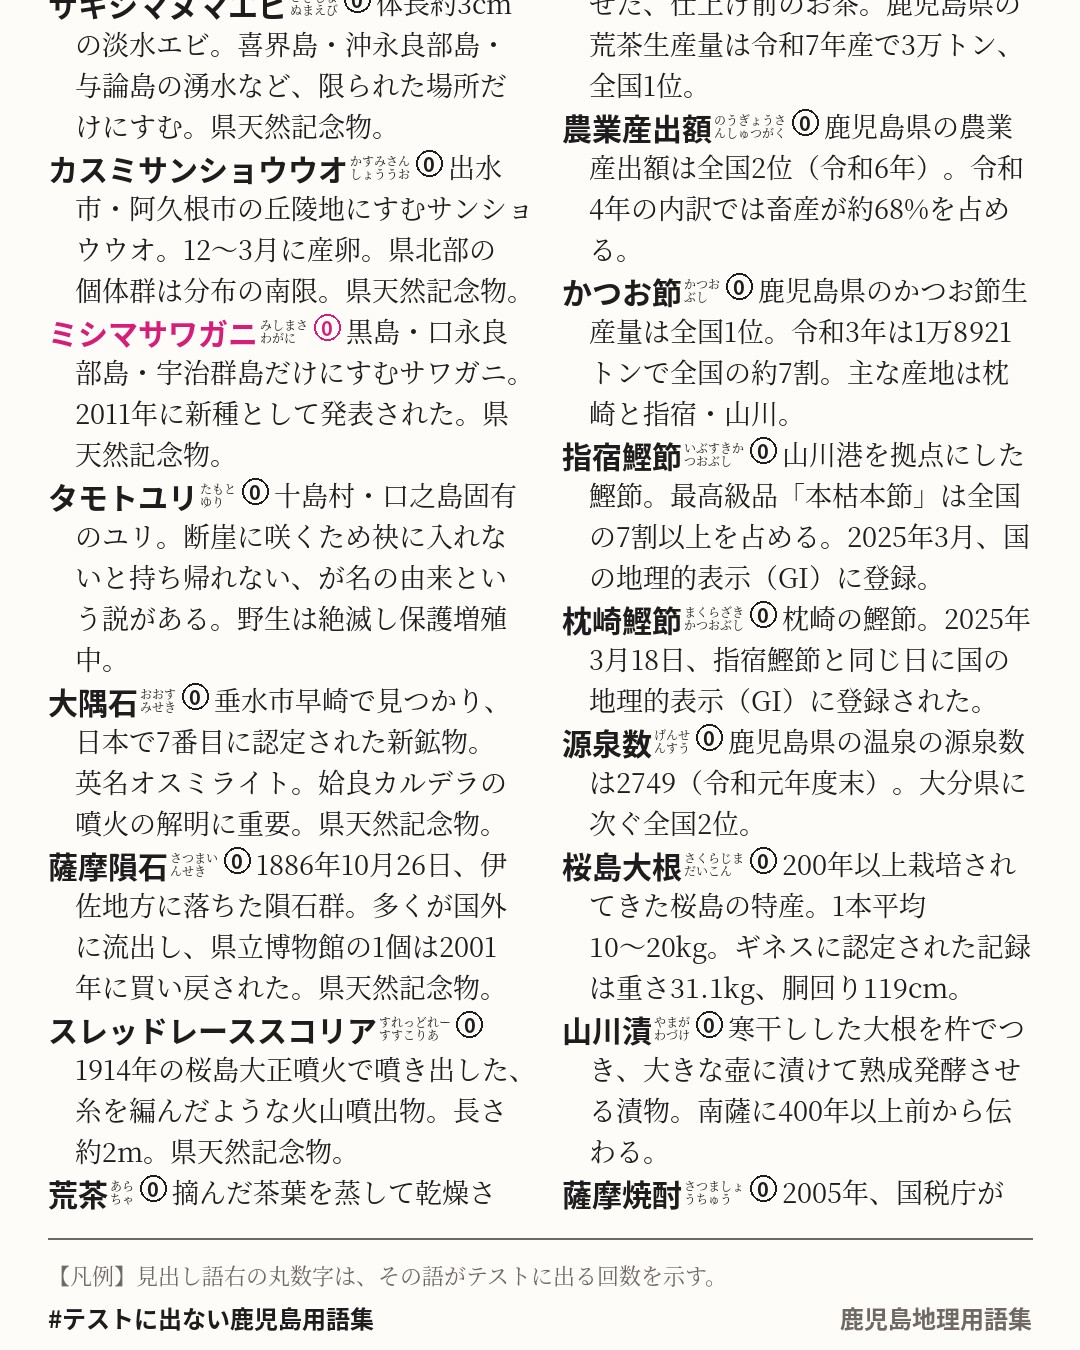 サキシマヌマエビ ⓪ 体長約3cm
の淡水エビ。喜界島・沖永良部島・
与論島の湧水など、限られた場所だ
けにすむ。県天然記念物。
カスミサンショウウオ かすみさんしょううお ⓪ 出水
市・阿久根市の丘陵地にすむサンショ
ウウオ。12〜3月に産卵。県北部の
個体群は分布の南限。県天然記念物。
ミシマサワガニ みしまさわがに ⓪ 黒島・口永良
部島・宇治群島だけにすむサワガニ。
2011年に新種として発表された。県
天然記念物。
タモトユリ たもとゆり ⓪ 十島村・口之島固有
のユリ。断崖に咲くため袂に入れな
いと持ち帰れない、が名の由来とい
う説がある。野生は絶滅し保護増殖
中。
大隅石 おおすみせき ⓪ 垂水市早崎で見つかり、
日本で7番目に認定された新鉱物。
英名オスミライト。姶良カルデラの
噴火の解明に重要。県天然記念物。
薩摩隕石 さつまいんせき ⓪ 1886年10月26日、伊
佐地方に落ちた隕石群。多くが国外
に流出し、県立博物館の1個は2001
年に買い戻された。県天然記念物。
スレッドレーススコリア すれっどれーすすこりあ ⓪
1914年の桜島大正噴火で噴き出した、
糸を編んだような火山噴出物。長さ
約2m。県天然記念物。
荒茶 あらちゃ ⓪ 摘んだ茶葉を蒸して乾燥さ
せた、仕上げ前のお茶。鹿児島県の
荒茶生産量は令和7年産で3万トン、
全国1位。
農業産出額 のうぎょうさんしゅつがく ⓪ 鹿児島県の農業
産出額は全国2位（令和6年）。令和
4年の内訳では畜産が約68%を占め
る。
かつお節 かつおぶし ⓪ 鹿児島県のかつお節生
産量は全国1位。令和3年は1万8921
トンで全国の約7割。主な産地は枕
崎と指宿・山川。
指宿鰹節 いぶすきかつおぶし ⓪ 山川港を拠点にした
鰹節。最高級品「本枯本節」は全国
の7割以上を占める。2025年3月、国
の地理的表示（GI）に登録。
枕崎鰹節 まくらざきかつおぶし ⓪ 枕崎の鰹節。2025年
3月18日、指宿鰹節と同じ日に国の
地理的表示（GI）に登録された。
源泉数 げんせんすう ⓪ 鹿児島県の温泉の源泉数
は2749（令和元年度末）。大分県に
次ぐ全国2位。
桜島大根 さくらじまだいこん ⓪ 200年以上栽培され
てきた桜島の特産。1本平均
10〜20kg。ギネスに認定された記録
は重さ31.1kg、胴回り119cm。
山川漬 やまがわづけ ⓪ 寒干しした大根を杵でつ
き、大きな壺に漬けて熟成発酵させ
る漬物。南薩に400年以上前から伝
わる。
薩摩焼酎 さつましょうちゅう ⓪ 2005年、国税庁が
【凡例】見出し語右の丸数字は、その語がテストに出る回数を示す。
#テストに出ない鹿児島用語集
鹿児島地理用語集